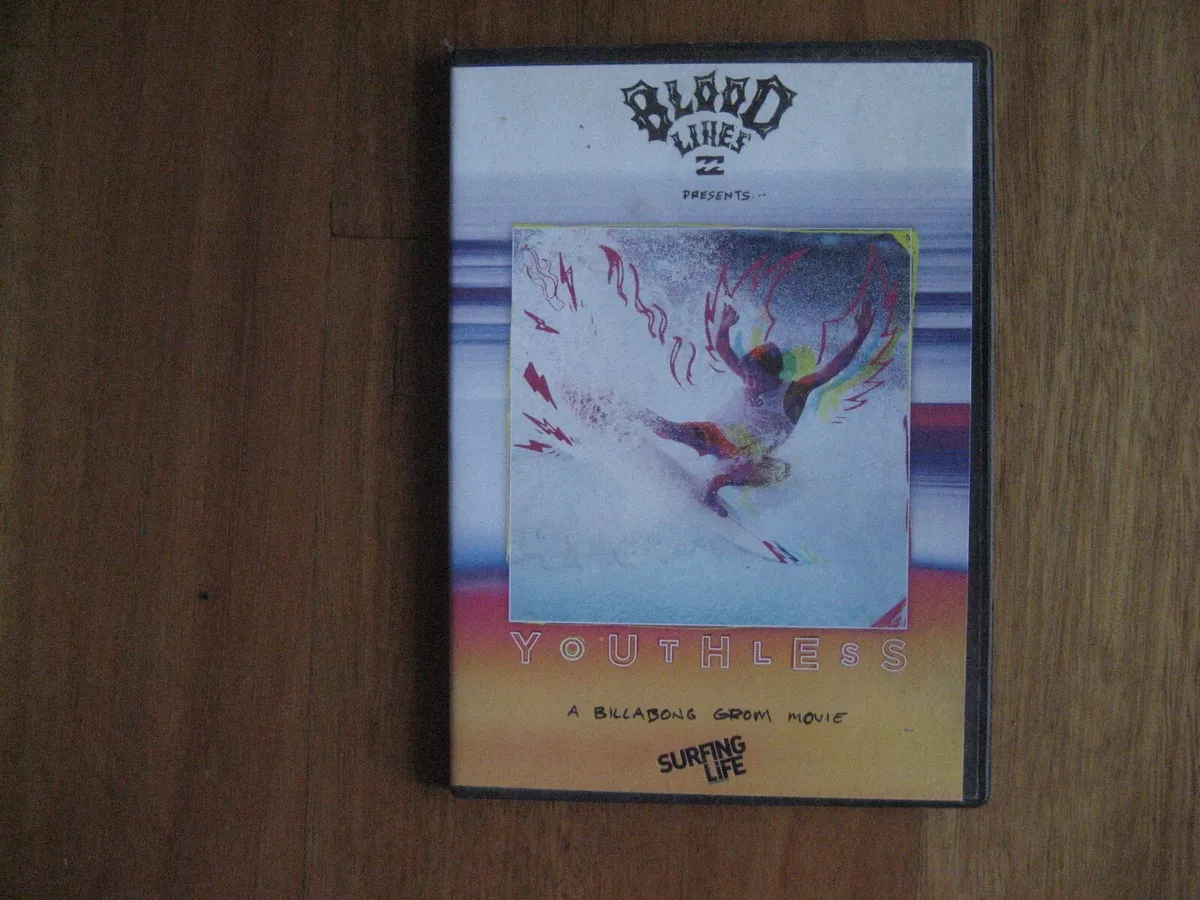 BLOOD
LINES
PRESENTS...
YOUTHLESS
A BILLABONG GROM MOVIE
SURFING
LiFE